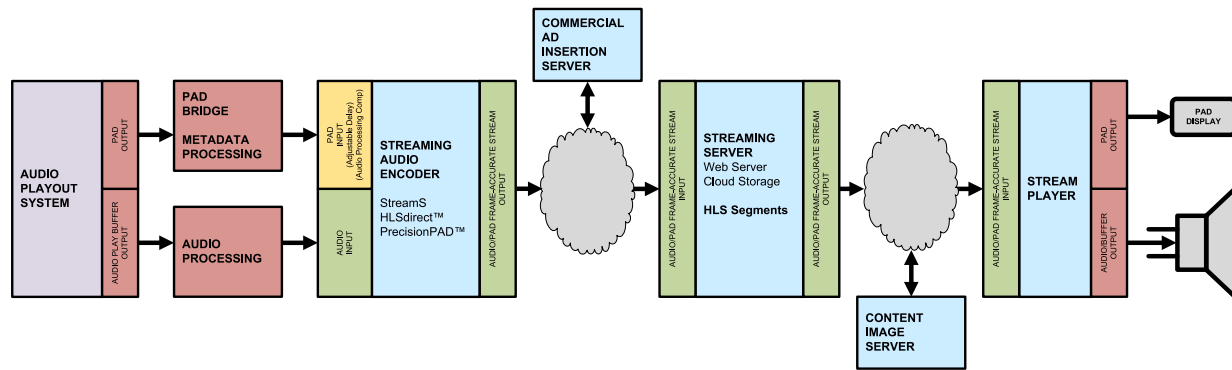 AUDIO
PLAYOUT
SYSTEM
PAD
OUTPUT
AUDIO PLAY BUFFER
OUTPUT
PAD
BRIDGE
METADATA
PROCESSING
AUDIO
PROCESSING
PAD
INPUT
(Adjustable Delay)
(Audio Processing Comp)
AUDIO
INPUT
STREAMING
AUDIO
ENCODER
StreamS
HLSdirect™
PrecisionPAD™
AUDIO/PAD FRAME-ACCURATE STREAM
OUTPUT
COMMERCIAL
AD
INSERTION
SERVER
AUDIO/PAD FRAME-ACCURATE STREAM
INPUT
STREAMING
SERVER
Web Server
Cloud Storage
HLS Segments
AUDIO/PAD FRAME-ACCURATE STREAM
OUTPUT
CONTENT
IMAGE
SERVER
AUDIO/PAD FRAME-ACCURATE STREAM
INPUT
STREAM
PLAYER
PAD
OUTPUT
AUDIO/BUFFER
OUTPUT
PAD
DISPLAY